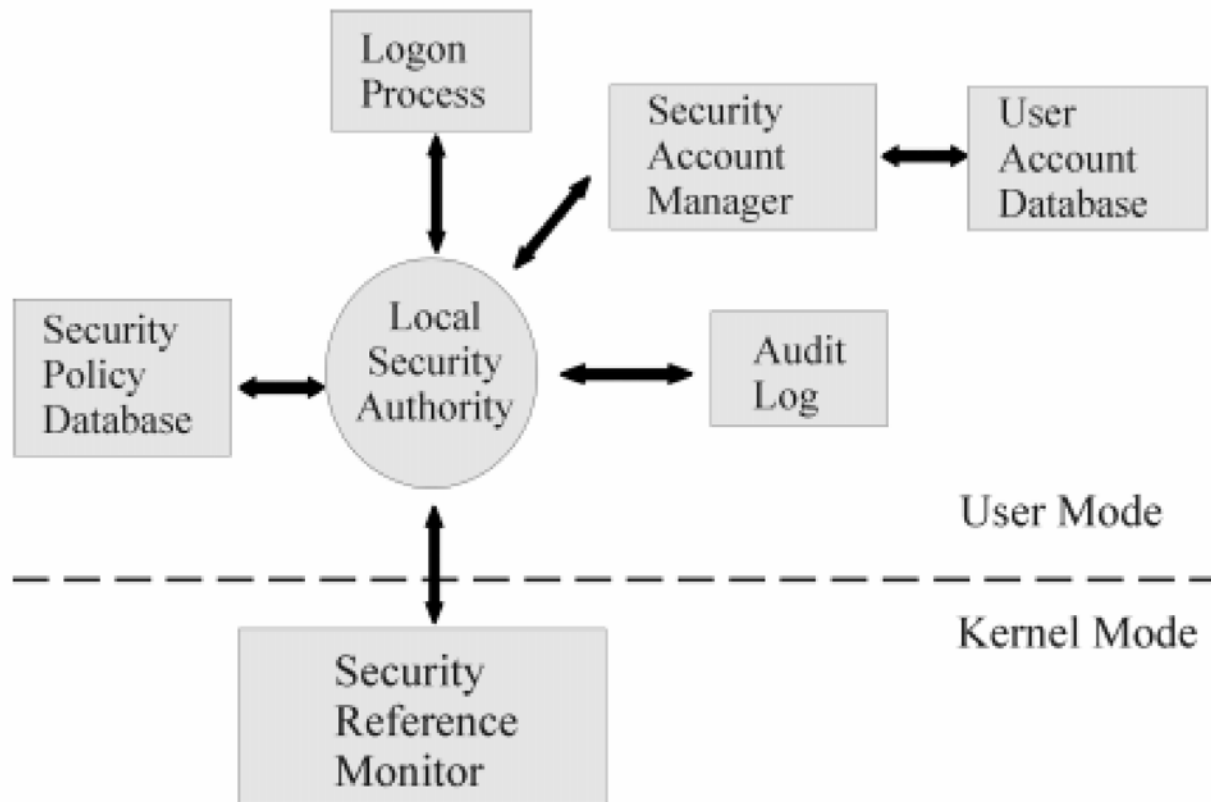 Logon
Process
Security
Account
Manager
User
Account
Database
Security
Policy
Database
Local
Security
Authority
Audit
Log
User Mode
Kernel Mode
Security
Reference
Monitor